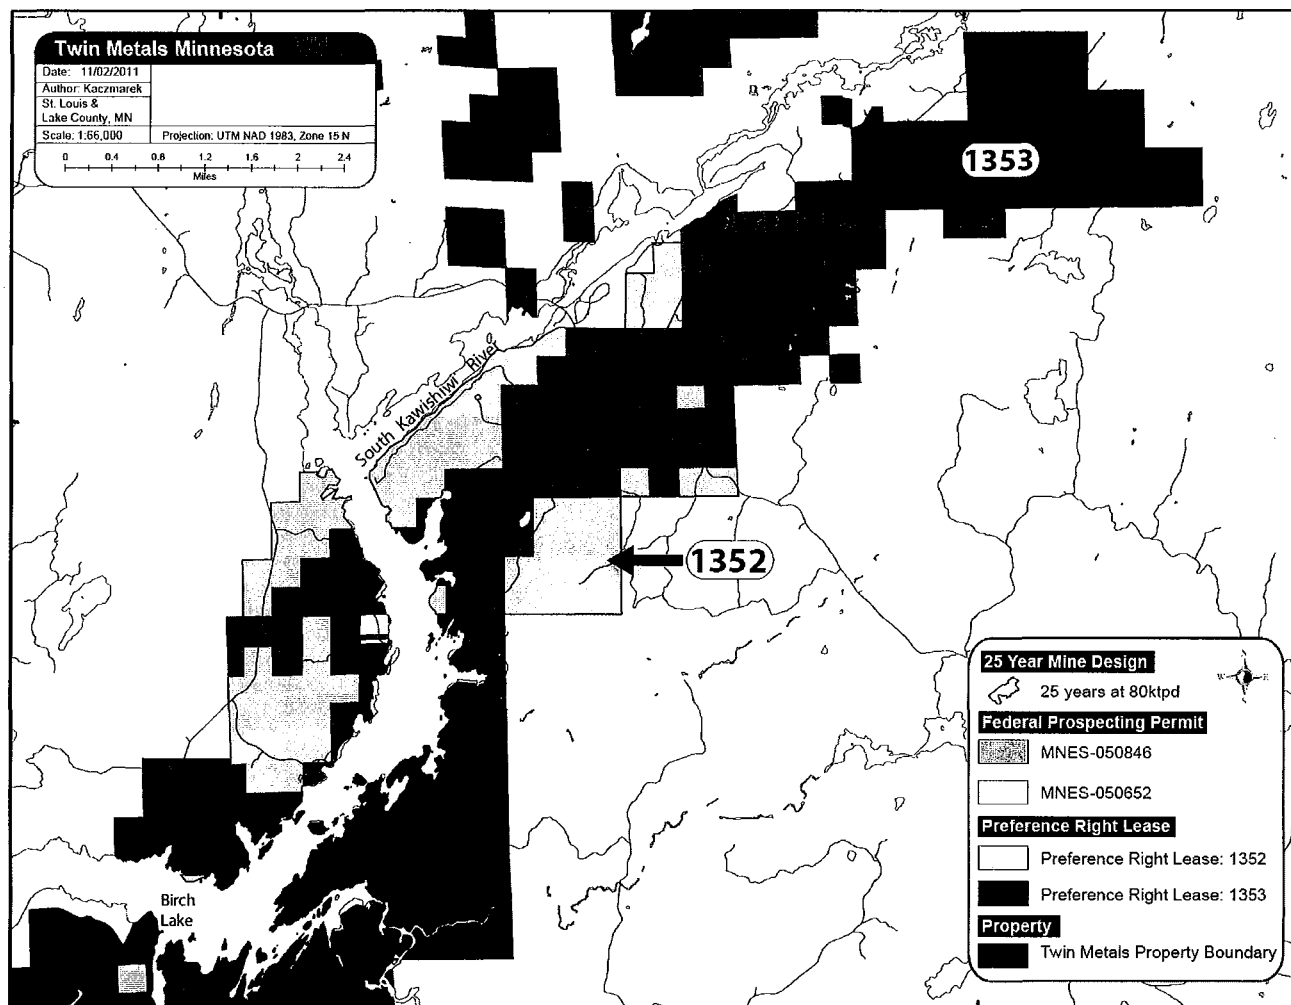 Twin Metals Minnesota
Date: 11/02/2011
Author: Kaczmarek
St. Louis &
Lake County, MN
Scale: 1:66,000
Projection: UTM NAD 1983, Zone 15 N
0 0.4 0.8 1.2 1.6 2 2.4
Miles
1353
South Kawishiwi River
1352
Birch
Lake
25 Year Mine Design
25 years at 80ktpd
Federal Prospecting Permit
MNES-050846
MNES-050652
Preference Right Lease
Preference Right Lease: 1352
Preference Right Lease: 1353
Property
Twin Metals Property Boundary
N
W
E